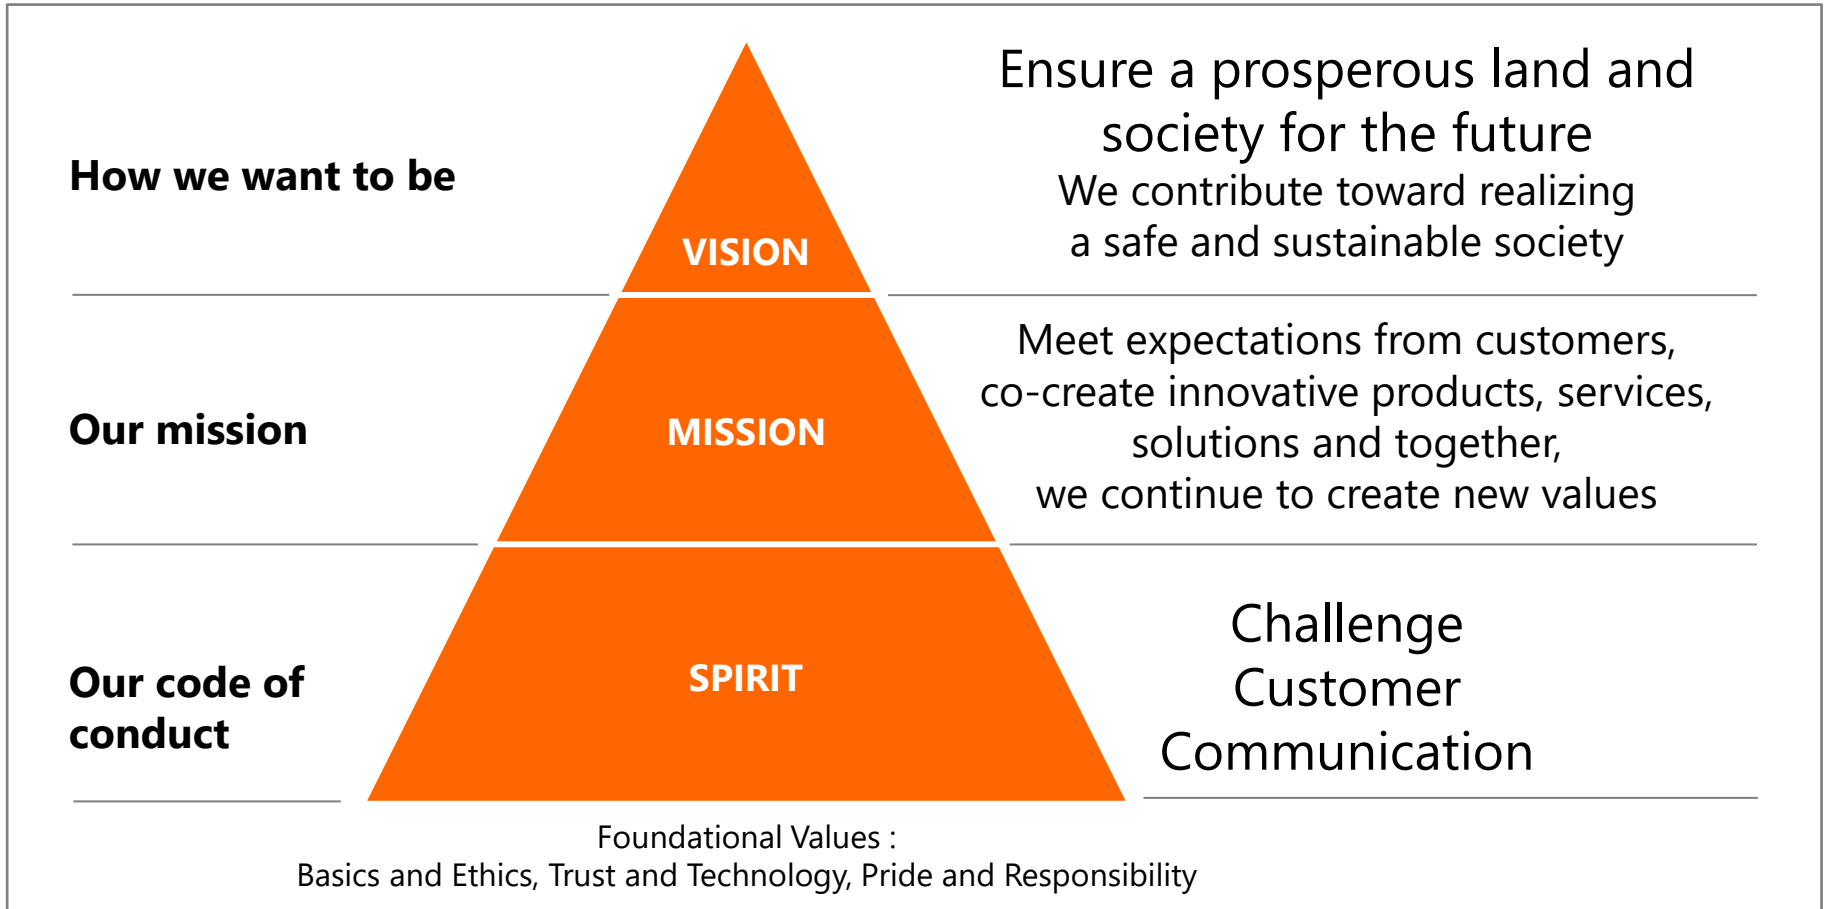 How we want to be
VISION
Ensure a prosperous land and
society for the future
We contribute toward realizing
a safe and sustainable society
Our mission
MISSION
Meet expectations from customers,
co-create innovative products, services,
solutions and together,
we continue to create new values
Our code of
conduct
SPIRIT
Challenge
Customer
Communication
Foundational Values :
Basics and Ethics, Trust and Technology, Pride and Responsibility